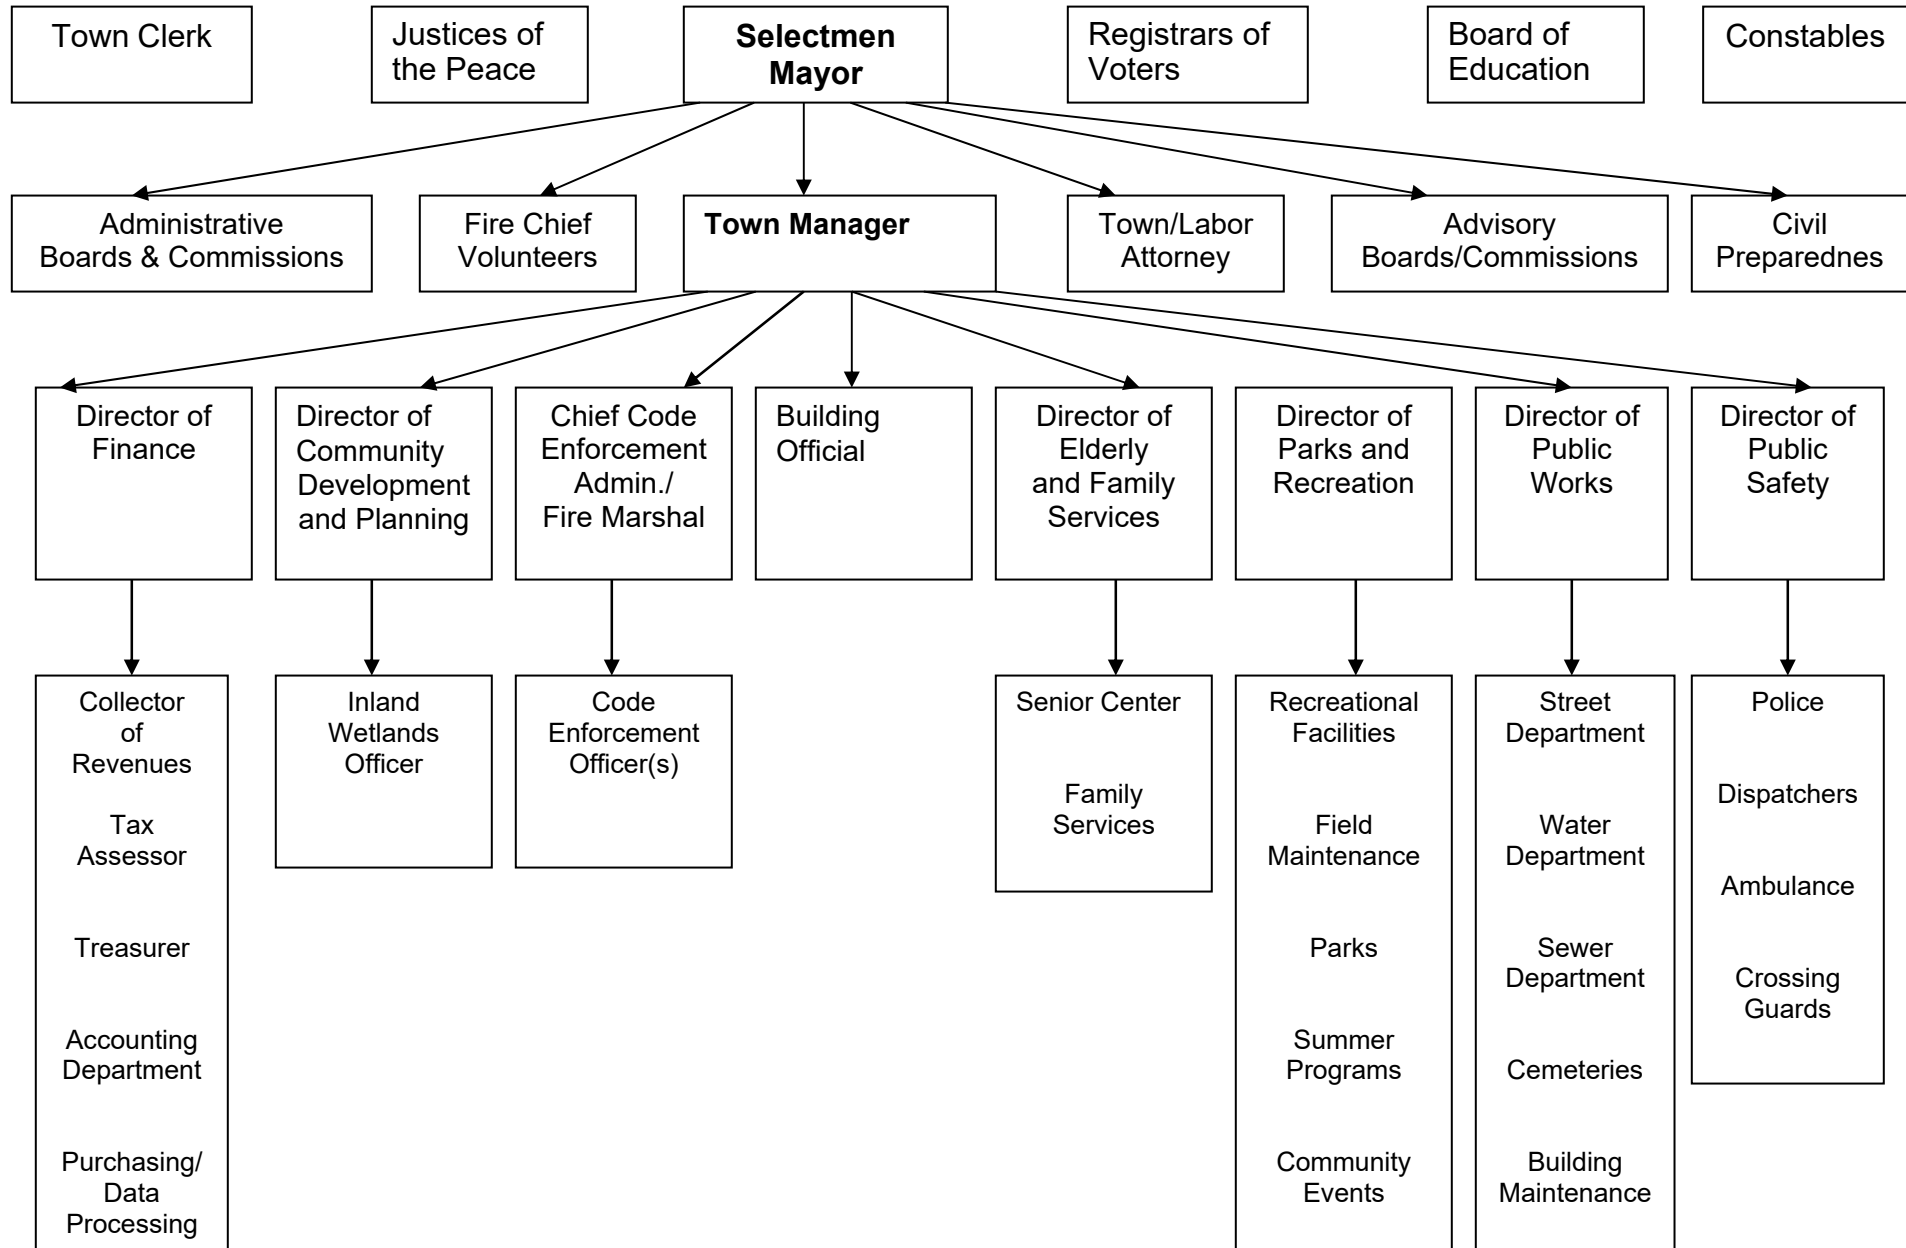 Town Clerk
Justices of
the Peace
Selectmen
Mayor
Registrars of
Voters
Board of
Education
Constables
Administrative
Boards & Commissions
Fire Chief
Volunteers
Town Manager
Town/Labor
Attorney
Advisory
Boards/Commissions
Civil
Preparednes
Director of
Finance
Director of
Community
Development
and Planning
Chief Code
Enforcement
Admin./
Fire Marshal
Building
Official
Director of
Elderly
and Family
Services
Director of
Parks and
Recreation
Director of
Public
Works
Director of
Public
Safety
Collector
of
Revenues
Tax
Assessor
Treasurer
Accounting
Department
Purchasing/
Data
Processing
Inland
Wetlands
Officer
Code
Enforcement
Officer(s)
Senior Center
Family
Services
Recreational
Facilities
Field
Maintenance
Parks
Summer
Programs
Community
Events
Street
Department
Water
Department
Sewer
Department
Cemeteries
Building
Maintenance
Police
Dispatchers
Ambulance
Crossing
Guards